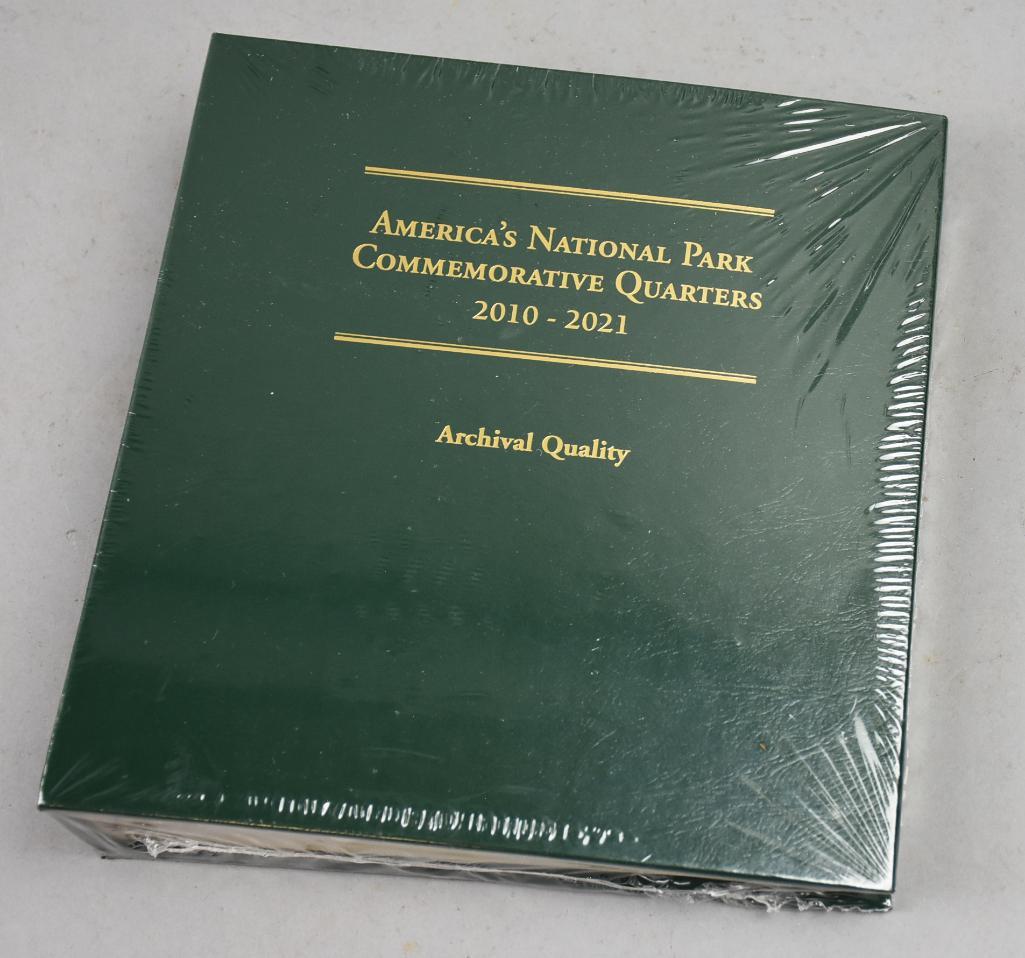 America's National Park
Commemorative Quarters
2010 - 2021
Archival Quality